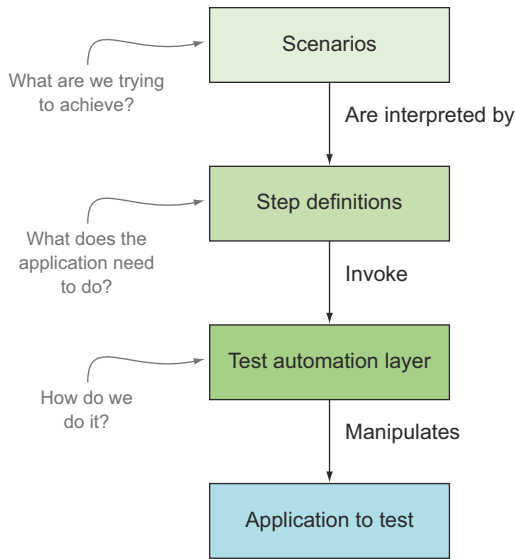 Scenarios
What are we trying
to achieve?
Are interpreted by
Step definitions
What does the
application need
to do?
Invoke
Test automation layer
How do we
do it?
Manipulates
Application to test